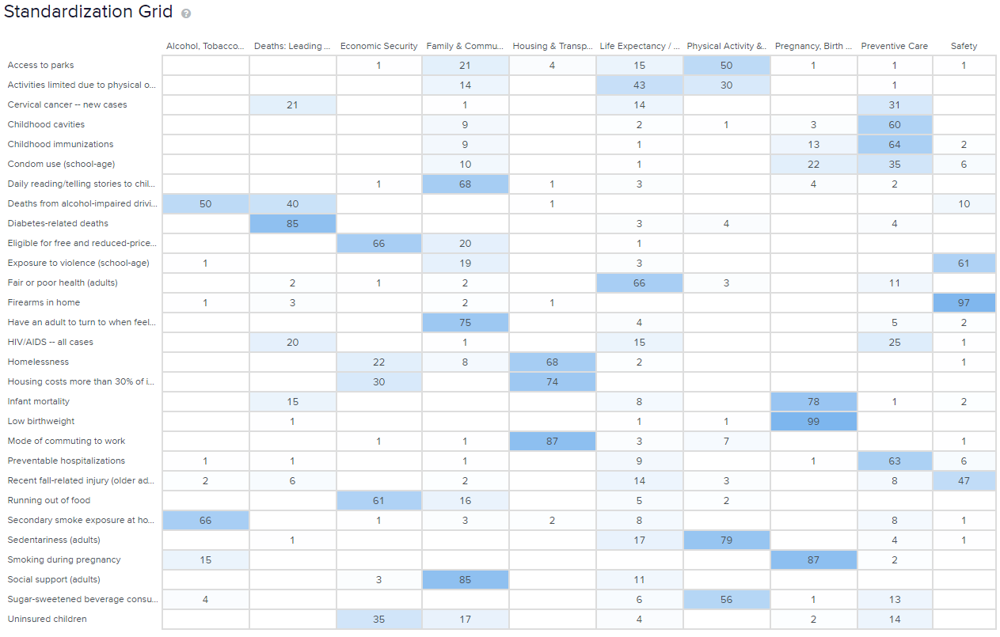 Standardization Grid ?
Alcohol, Tobacco... Deaths: Leading ... Economic Security Family & Commu... Housing & Transp... Life Expectancy / ... Physical Activity &.. Pregnancy, Birth ... Preventive Care Safety
Access to parks 1 21 4 15 50 1 1 1
Activities limited due to physical o... 14 43 30 1
Cervical cancer -- new cases 21 1 14 31
Childhood cavities 9 2 1 3 60
Childhood immunizations 9 1 13 64 2
Condom use (school-age) 10 1 22 35 6
Daily reading/telling stories to chil... 1 68 1 3 4 2
Deaths from alcohol-impaired drivi... 50 40 1 10
Diabetes-related deaths 85 3 4 4
Eligible for free and reduced-price... 66 20 1
Exposure to violence (school-age) 1 19 3 61
Fair or poor health (adults) 2 1 2 66 3 11
Firearms in home 1 3 2 1 97
Have an adult to turn to when feel... 75 4 5 2
HIV/AIDS -- all cases 20 1 15 25 1
Homelessness 22 8 68 2 1
Housing costs more than 30% of i... 30 74
Infant mortality 15 8 78 1 2
Low birthweight 1 1 1 99
Mode of commuting to work 1 1 87 3 7 1
Preventable hospitalizations 1 1 1 9 1 63 6
Recent fall-related injury (older ad... 2 6 2 14 3 8 47
Running out of food 61 16 5 2
Secondary smoke exposure at ho... 66 1 3 2 8 8 1
Sedentariness (adults) 1 17 79 4 1
Smoking during pregnancy 15 87 2
Social support (adults) 3 85 11
Sugar-sweetened beverage consu... 4 6 56 1 13
Uninsured children 35 17 4 2 14